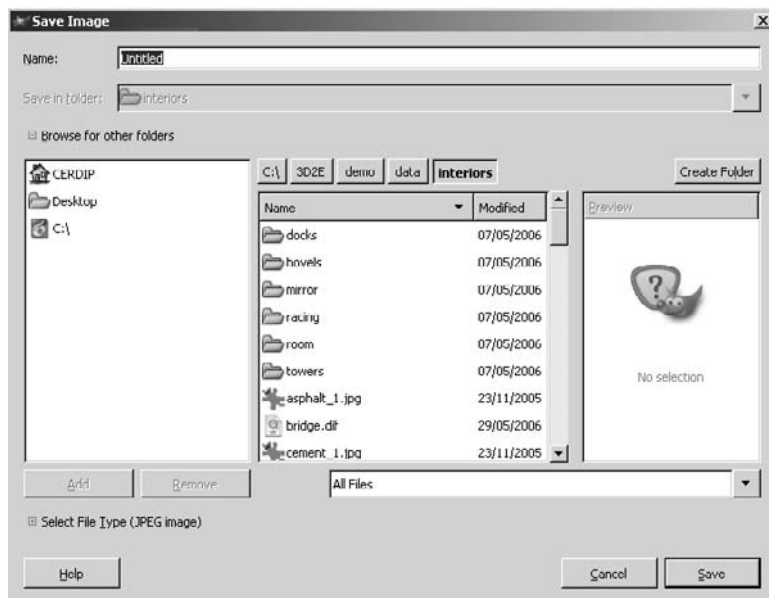 Save Image
Name: Untitled
Save in folder: interiors
Browse for other folders
CERDIP
Desktop
C:\
C:\ 3D2E demo data interiors Create Folder
Name Modified Preview
docks 07/05/2006
hovels 07/05/2006
mirror 07/05/2006
racing 07/05/2006
room 07/05/2006
towers 07/05/2006
asphalt_1.jpg 23/11/2005
bridge.dif 29/05/2006
cement_1.jpg 23/11/2005
No selection
Add Remove All Files
Select File Type (JPEG image)
Help Cancel Save